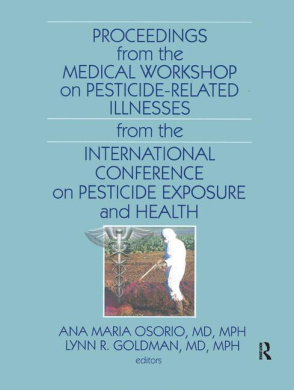 PROCEEDINGS
from the
MEDICAL WORKSHOP
on PESTICIDE-RELATED
ILLNESSES
from the
INTERNATIONAL
CONFERENCE
on PESTICIDE EXPOSURE
and HEALTH
ANA MARIA OSORIO, MD, MPH
LYNN R. GOLDMAN, MD, MPH
editors
R